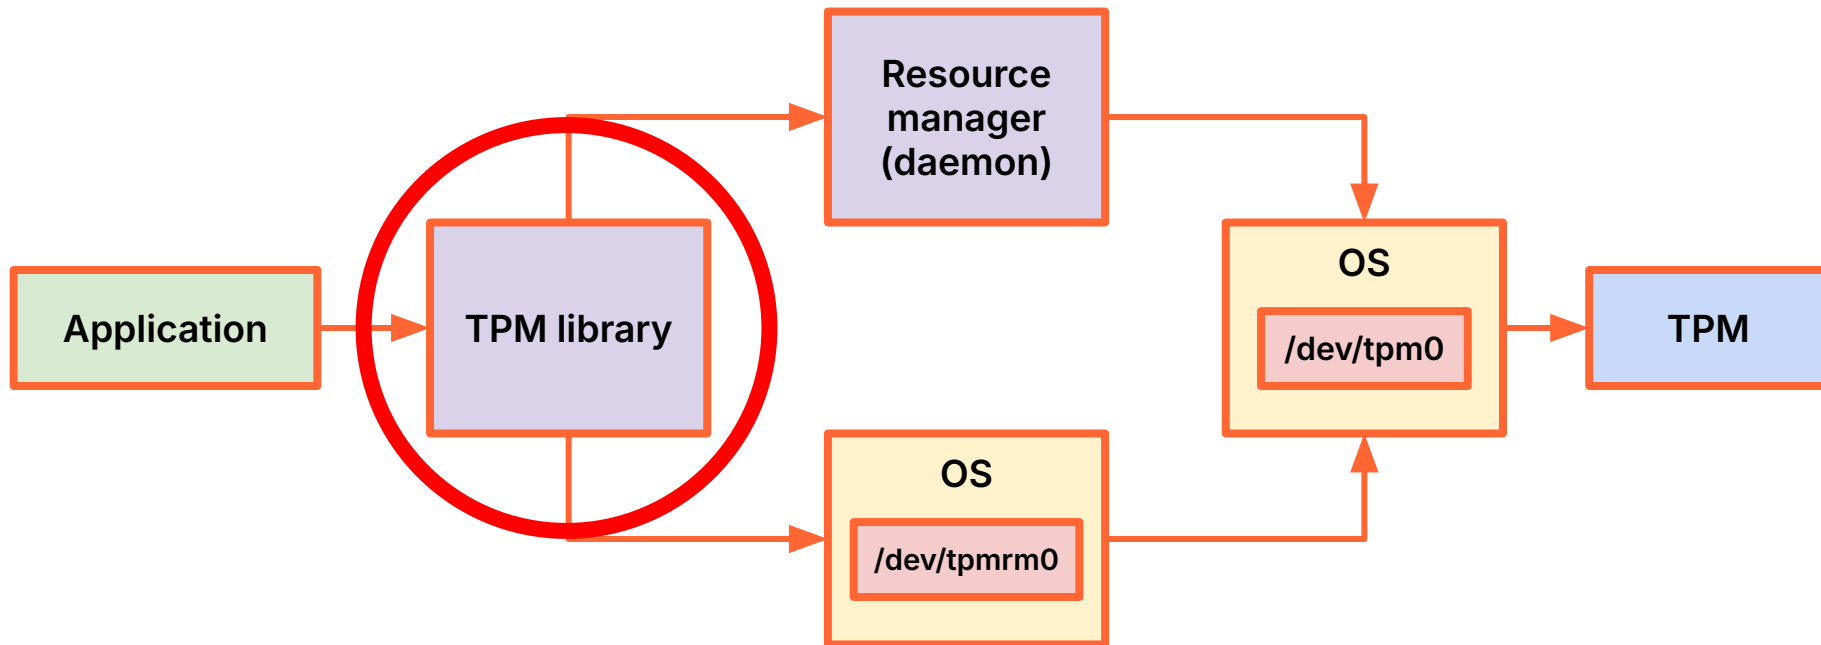 Resource
manager
(daemon)
Application
TPM library
OS
/dev/tpm0
TPM
OS
/dev/tpmrm0